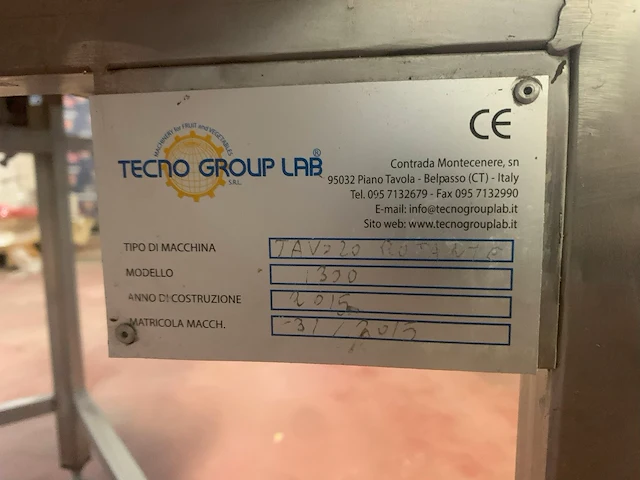 MACHINERY for FRUIT and VEGETABLES
TECNO GROUP LAB®
S.R.L.
CE
Contrada Montecenere, sn
95032 Piano Tavola - Belpasso (CT) - Italy
Tel. 095 7132679 - Fax 095 7132990
E-mail: info@tecnogrouplab.it
Sito web: www.tecnogrouplab.it
TIPO DI MACCHINA
MODELLO 1300
ANNO DI COSTRUZIONE 2015
MATRICOLA MACCH.